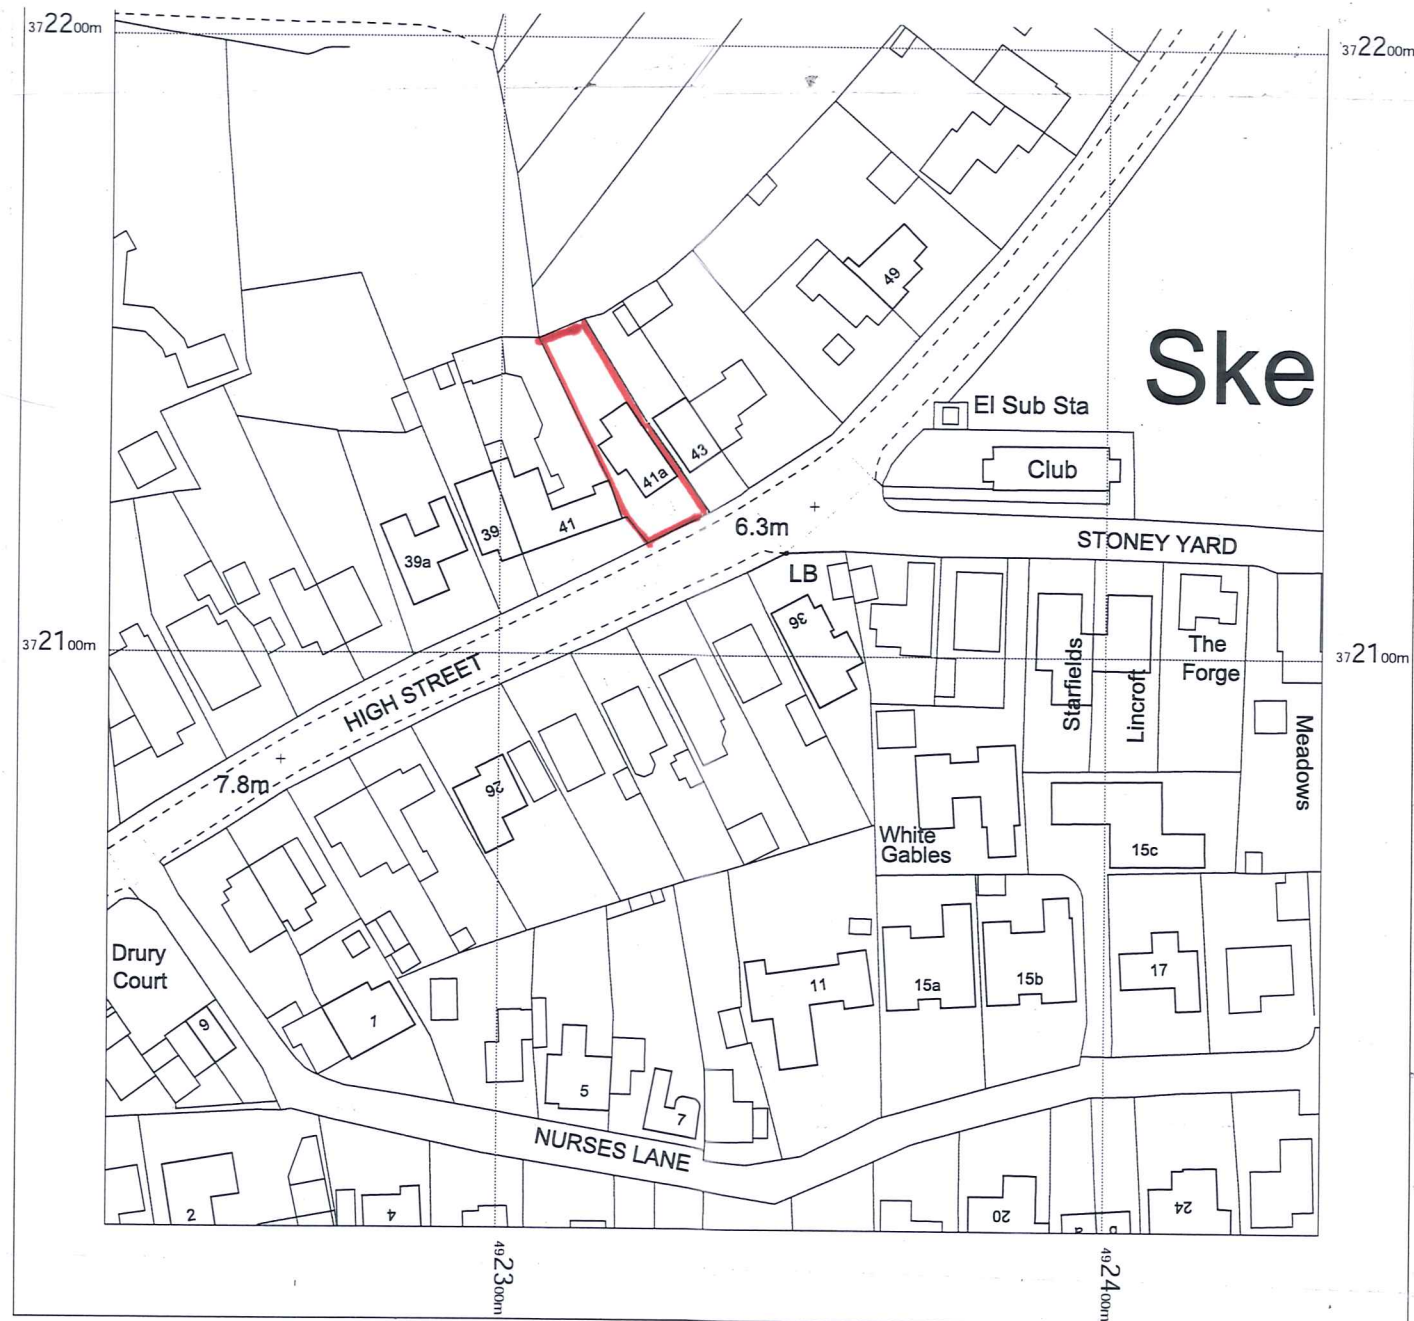 3722 00m
3722 00m
49
Ske
El Sub Sta
43
Club
41a
41
39
39a
6.3m
STONEY YARD
LB
36
3721 00m
3721 00m
HIGH STREET
The
Forge
Starfields
Lincroft
Meadows
7.8m
26
White
Gables
15c
Drury
Court
11
15a
15b
17
9
1
5
7
NURSES LANE
2
4
20
24
4923 00m
4924 00m